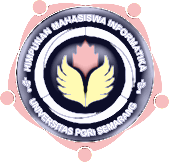 HIMPUNAN MAHASISWA INFORMATIKA
UNIVERSITAS PGRI SEMARANG